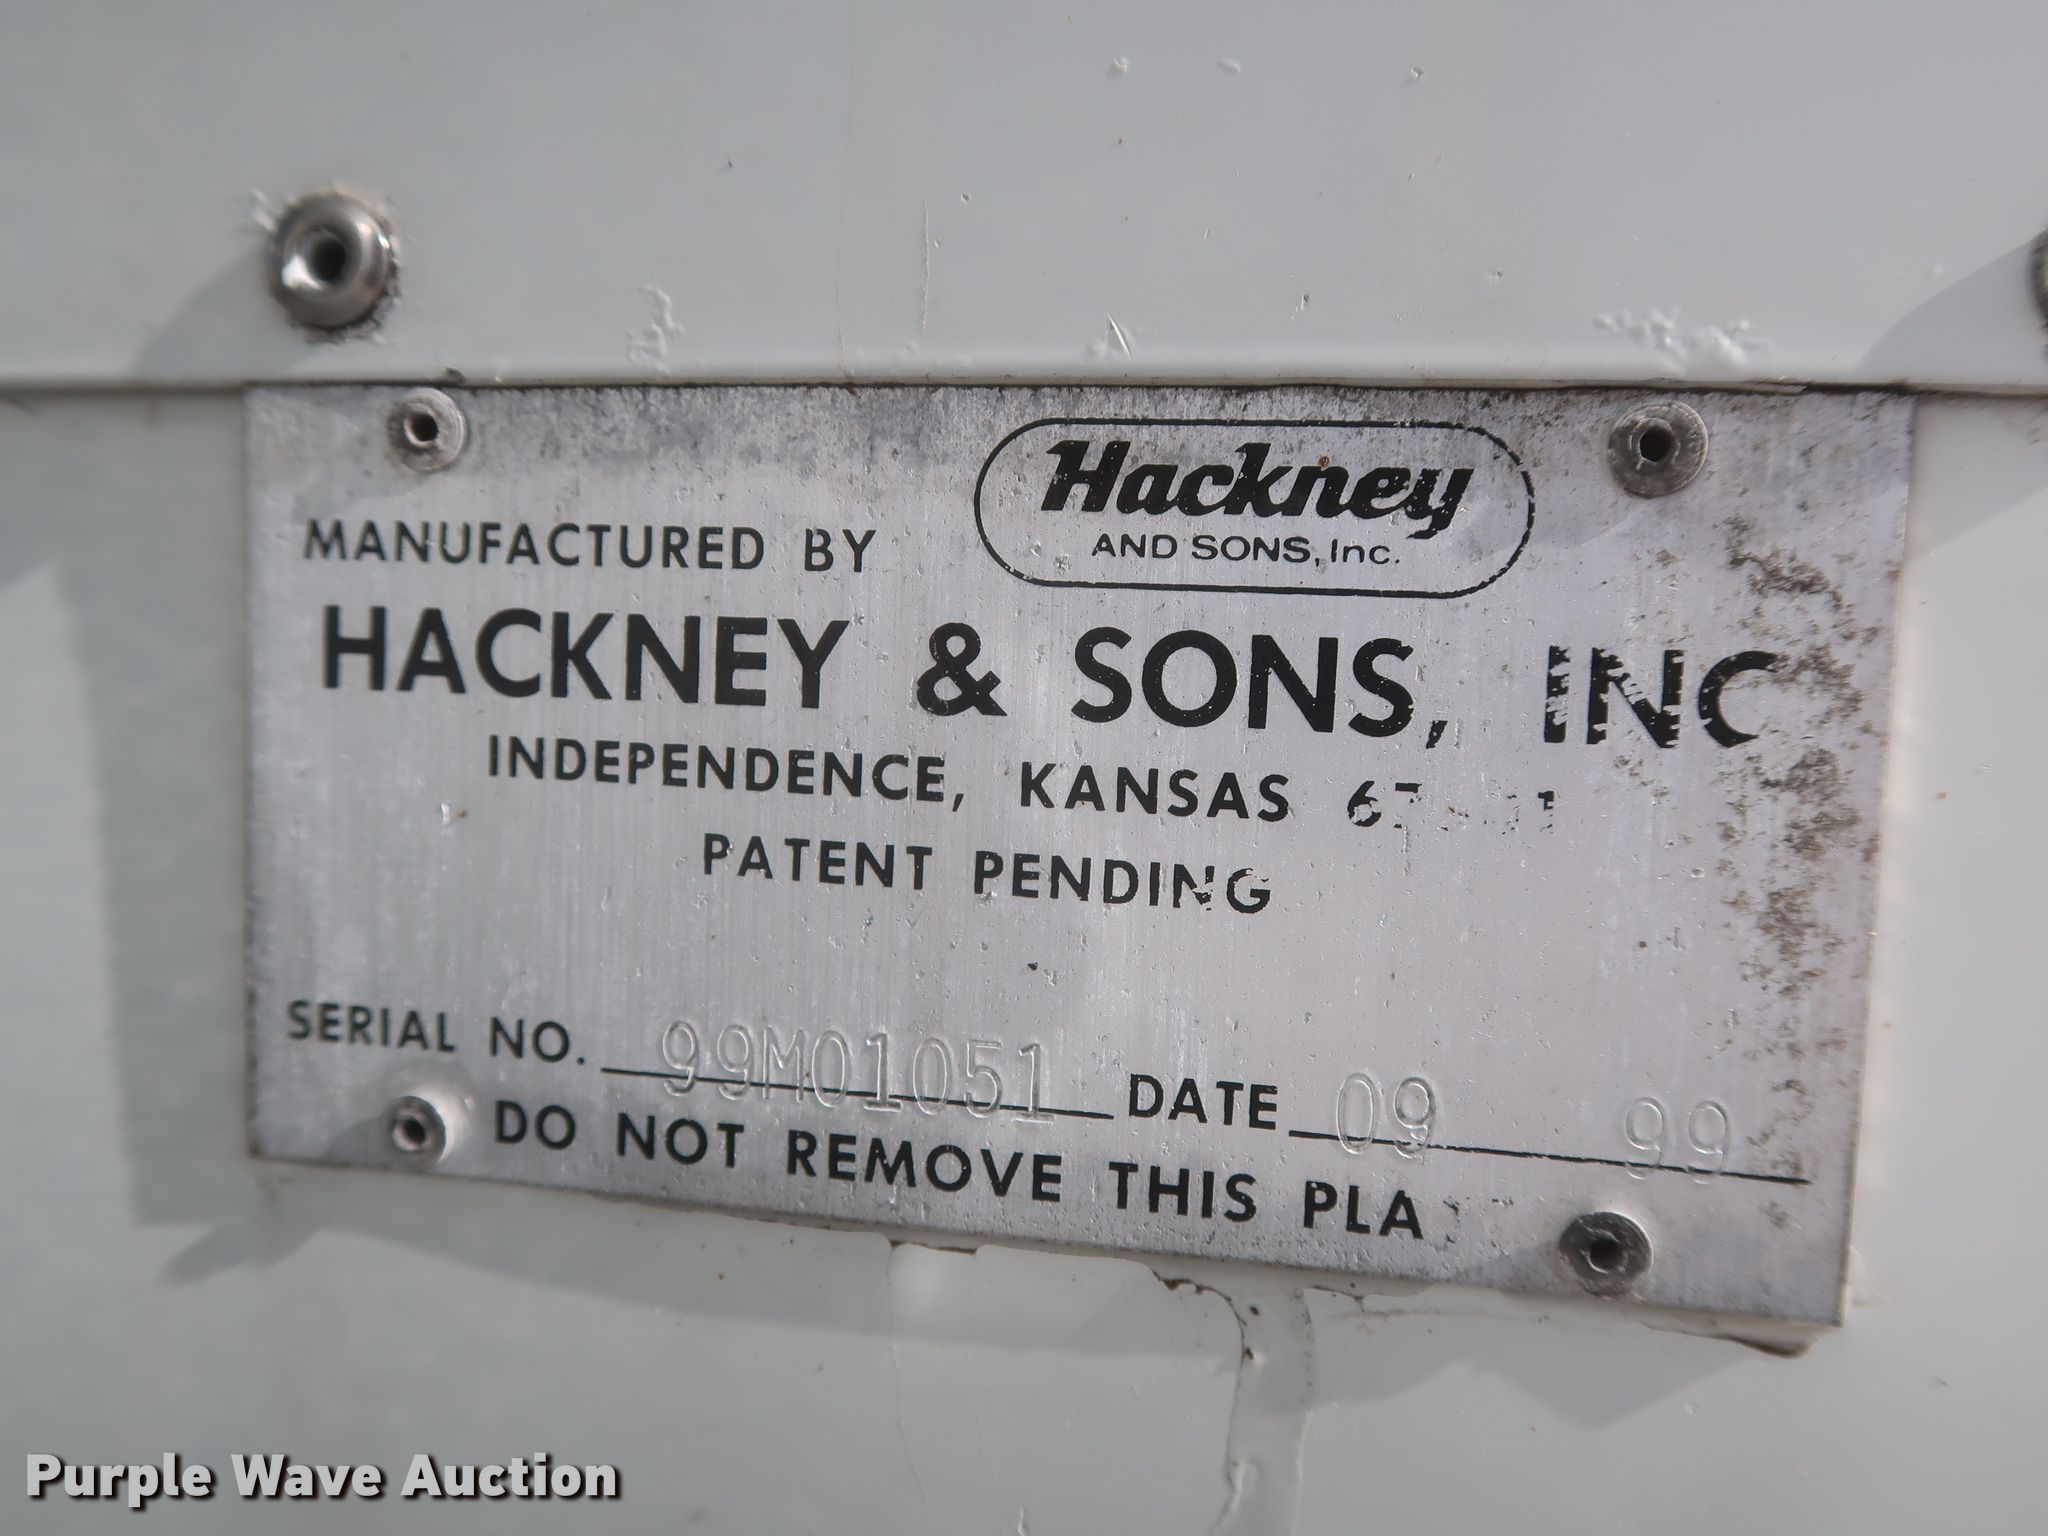 Hackney
AND SONS, Inc.
MANUFACTURED BY
HACKNEY & SONS, INC
INDEPENDENCE, KANSAS
PATENT PENDING
SERIAL NO. 99M01051 DATE 09 99
DO NOT REMOVE THIS
Purple Wave Auction